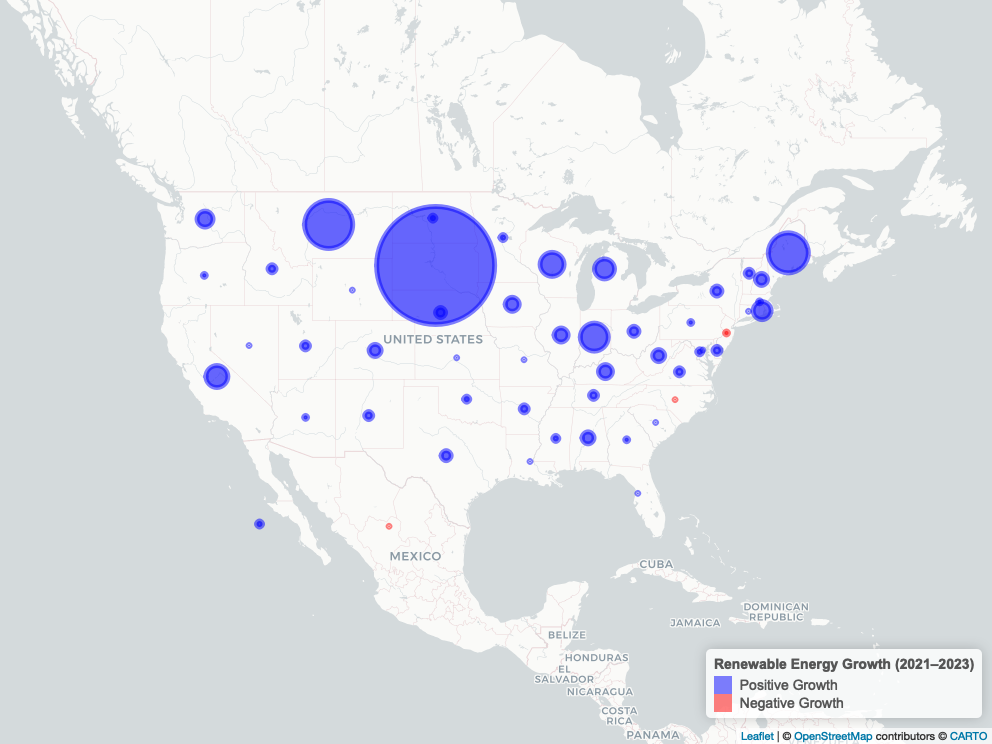 UNITED STATES
MEXICO
CUBA
DOMINICAN
REPUBLIC
JAMAICA
BELIZE
HONDURAS
EL
SALVADOR
NICARAGUA
COSTA
RICA
PANAMA
Renewable Energy Growth (2021–2023)
Positive Growth
Negative Growth
Leaflet | © OpenStreetMap contributors © CARTO